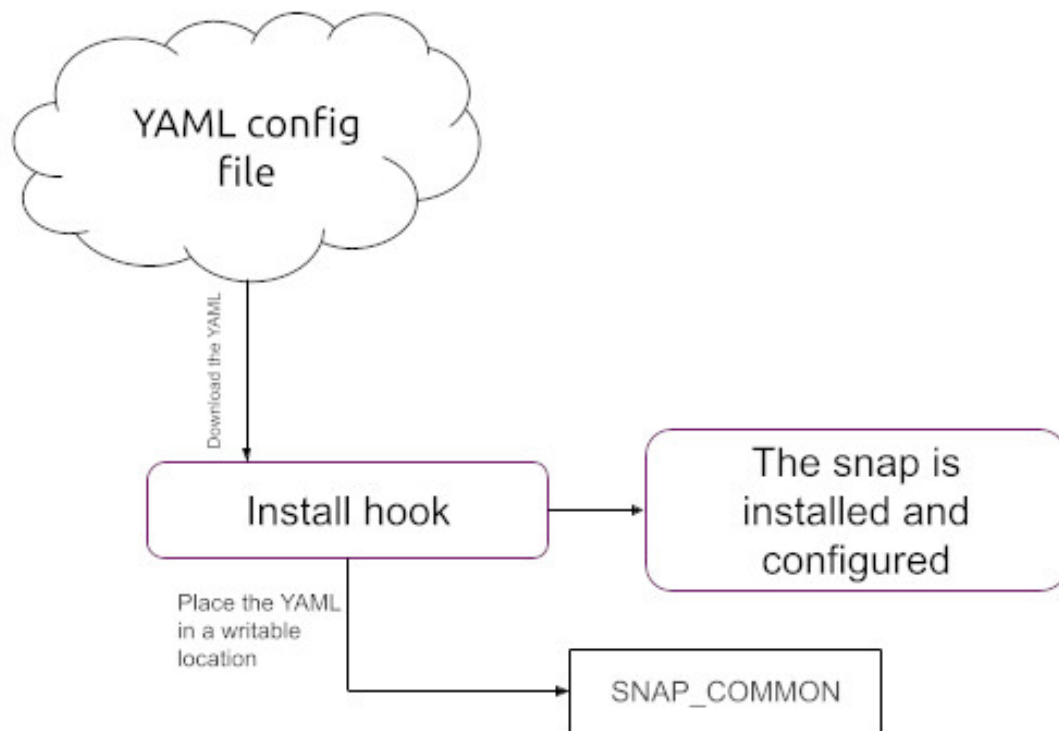 YAML config
file
Download the YAML
Install hook
The snap is
installed and
configured
Place the YAML
in a writable
location
SNAP_COMMON